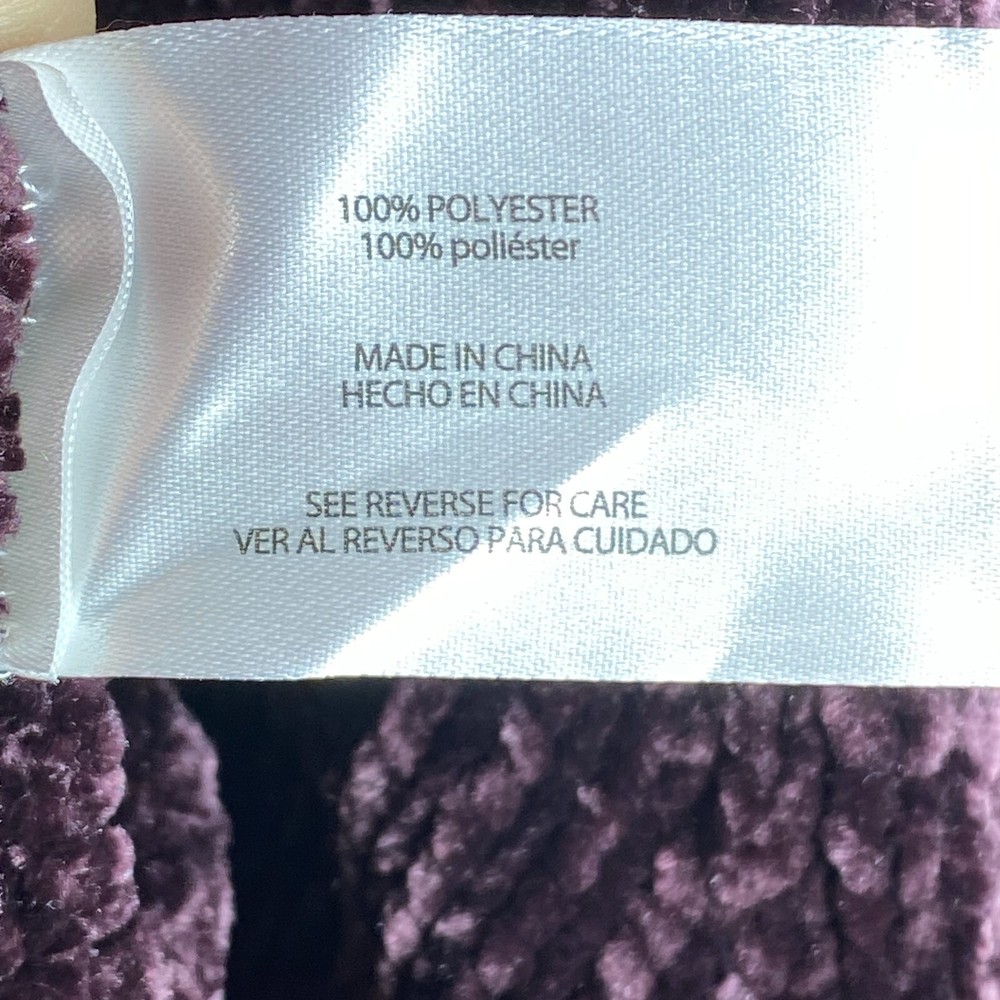 100% POLYESTER
100% poliéster
MADE IN CHINA
HECHO EN CHINA
SEE REVERSE FOR CARE
VER AL REVERSO PARA CUIDADO